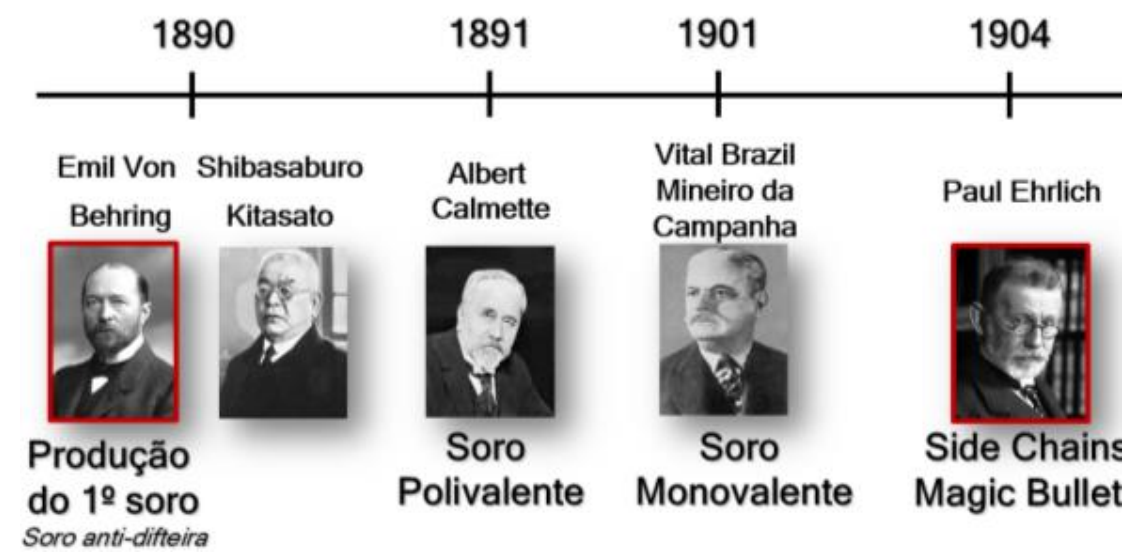 1890
1891
1901
1904
Emil Von
Behring
Shibasaburo
Kitasato
Albert
Calmette
Vital Brazil
Mineiro da
Campanha
Paul Ehrlich
Produção
do 1º soro
Soro anti-difteira
Soro
Polivalente
Soro
Monovalente
Side Chains
Magic Bullet